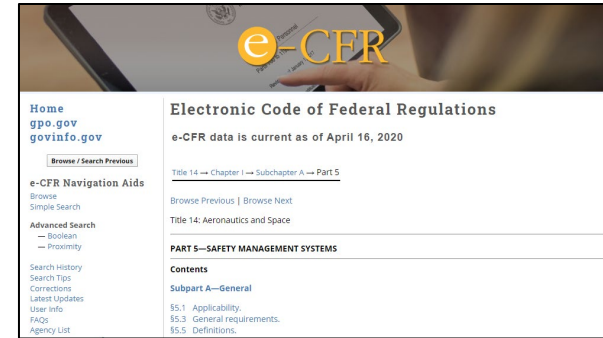 e-CFR
Home
gpo.gov
govinfo.gov
Browse / Search Previous
e-CFR Navigation Aids
Browse
Simple Search
Advanced Search
— Boolean
— Proximity
Search History
Search Tips
Corrections
Latest Updates
User Info
FAQs
Agency List
Electronic Code of Federal Regulations
e-CFR data is current as of April 16, 2020
Title 14 → Chapter I → Subchapter A → Part 5
Browse Previous | Browse Next
Title 14: Aeronautics and Space
PART 5—SAFETY MANAGEMENT SYSTEMS
Contents
Subpart A—General
§5.1 Applicability.
§5.3 General requirements.
§5.5 Definitions.